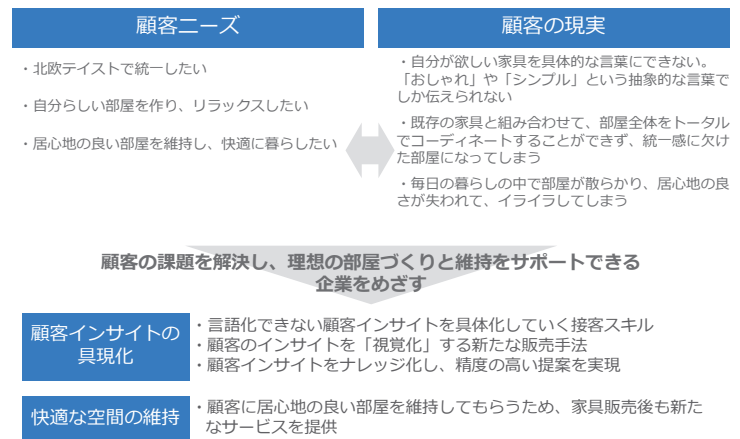 顧客ニーズ
・北欧テイストで統一したい
・自分らしい部屋を作り、リラックスしたい
・居心地の良い部屋を維持し、快適に暮らしたい
顧客の現実
・自分が欲しい家具を具体的な言葉にできない。
「おしゃれ」や「シンプル」という抽象的な言葉で
しか伝えられない
・既存の家具と組み合わせて、部屋全体をトータル
でコーディネートすることができず、統一感に欠け
た部屋になってしまう
・毎日の暮らしの中で部屋が散らかり、居心地の良
さが失われて、イライラしてしまう
顧客の課題を解決し、理想の部屋づくりと維持をサポートできる
企業をめざす
顧客インサイトの
具現化
・言語化できない顧客インサイトを具体化していく接客スキル
・顧客のインサイトを「視覚化」する新たな販売手法
・顧客インサイトをナレッジ化し、精度の高い提案を実現
快適な空間の維持
・顧客に居心地の良い部屋を維持してもらうため、家具販売後も新た
なサービスを提供